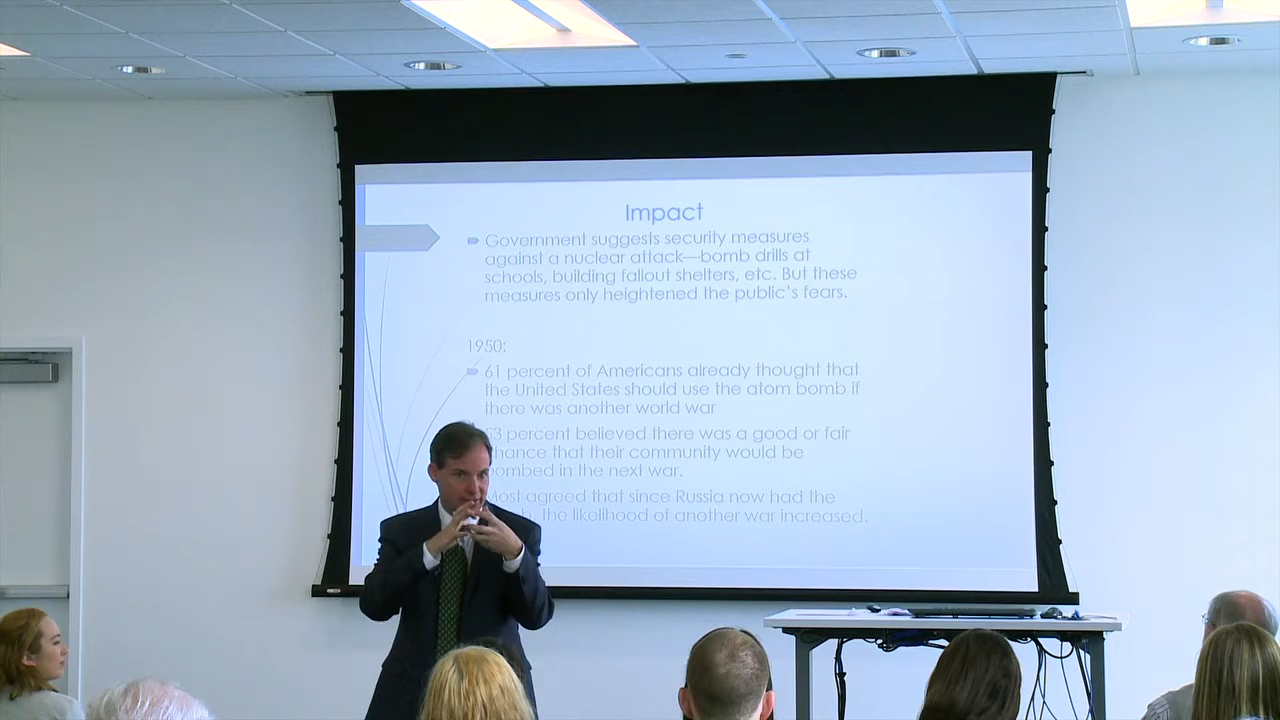 Impact
Government suggests security measures
against a nuclear attack—bomb drills at
schools, building fallout shelters, etc. But these
measures only heightened the public's fears.
1950:
61 percent of Americans already thought that
the United States should use the atom bomb if
there was another world war
percent believed there was a good or fair
chance that their community would be
bombed in the next war.
Most agreed that since Russia now had the
the likelihood of another war increased.